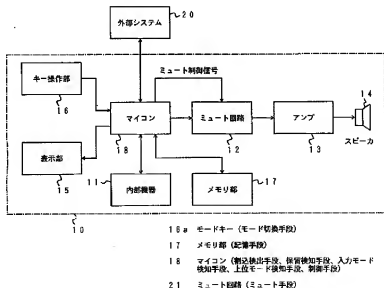 外部システム
20
ミュート制御信号
14
キー操作部
マイコン
ミュート回路
アンプ
スピーカ
16
18
12
13
表示部
内部機器
メモリ部
15
11
17
10
16a モードキー（モード切換手段）
17 メモリ部（記憶手段）
18 マイコン（割込検出手段、保留検知手段、入力モード
検知手段、上位モード検知手段、制御手段）
21 ミュート回路（ミュート手段）